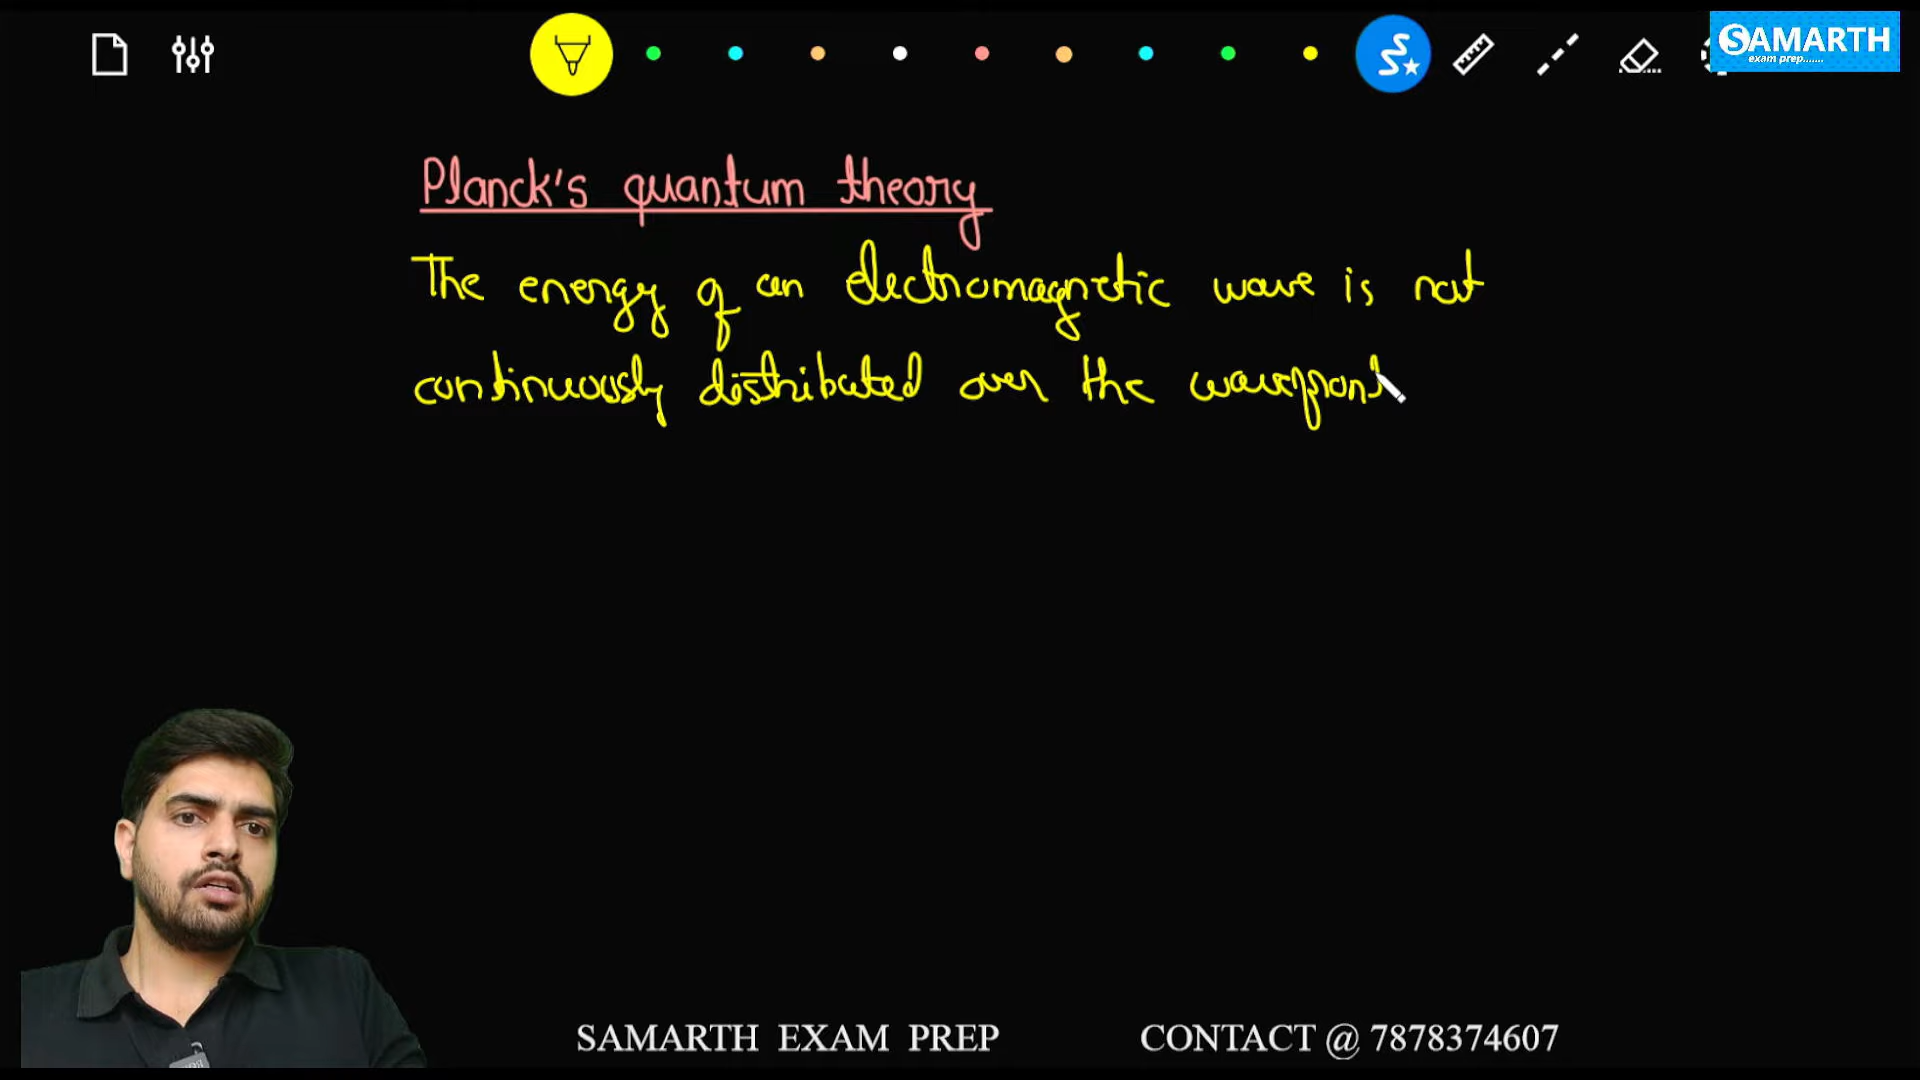 SAMARTH
exam prep.......
Planck's quantum theory
The energy of an electromagnetic wave is not
continuously distributed over the wavefront
SAMARTH EXAM PREP CONTACT @ 7878374607